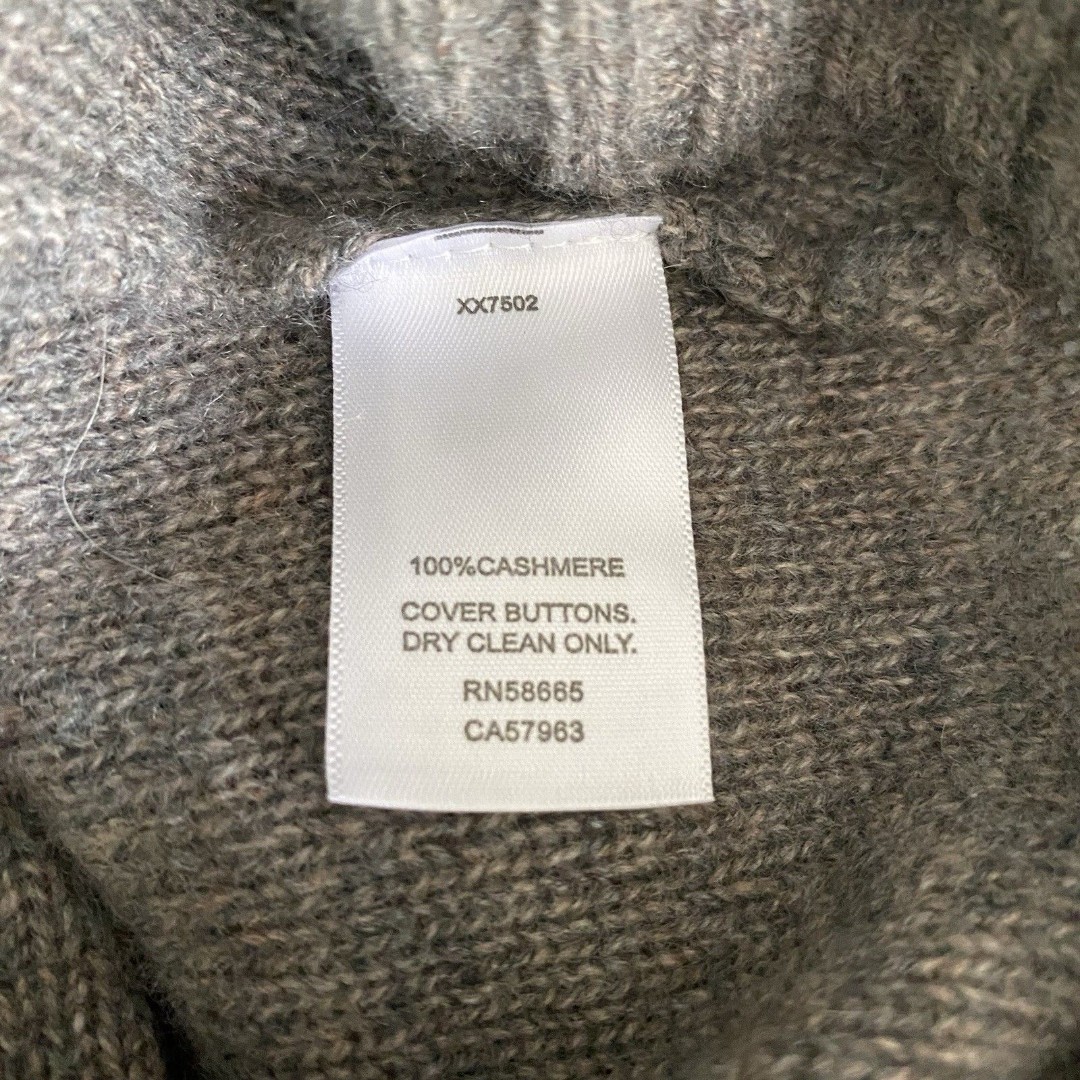 XX7502
100%CASHMERE
COVER BUTTONS.
DRY CLEAN ONLY.
RN58665
CA57963